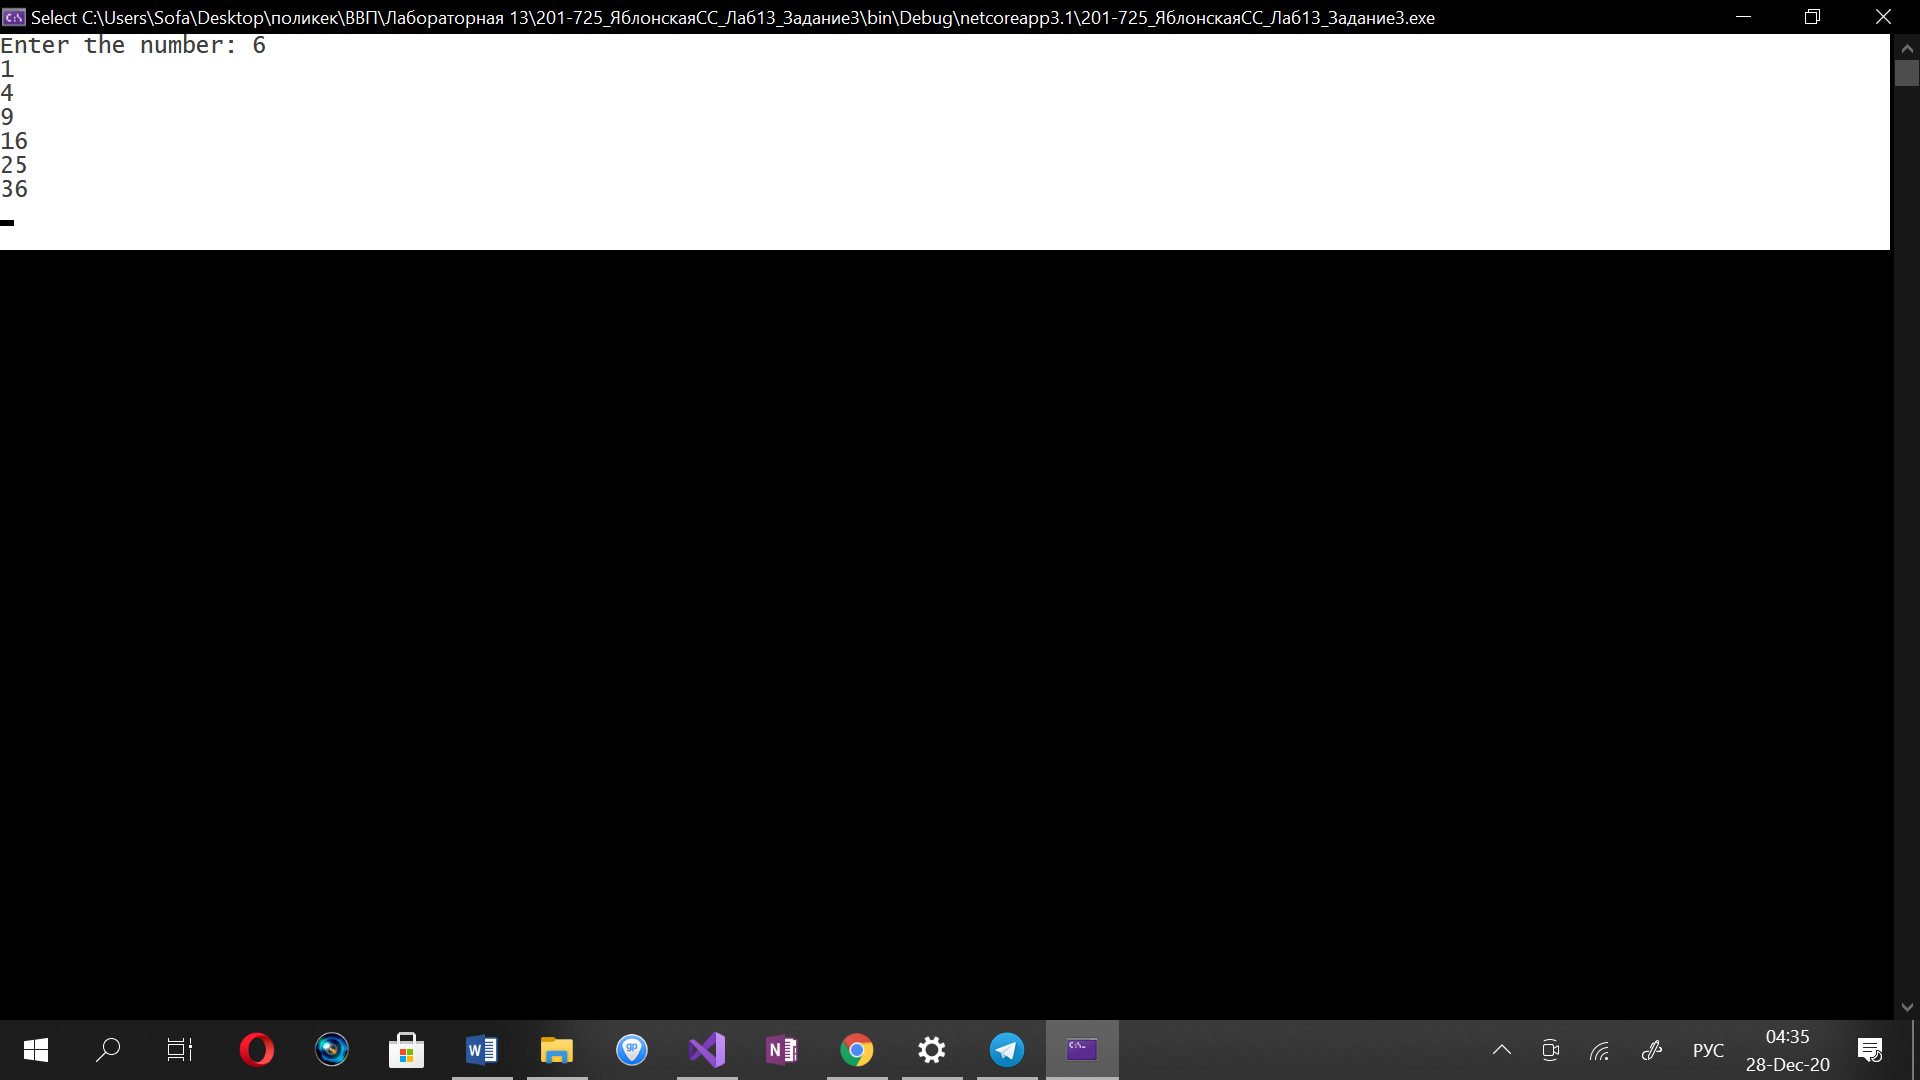 Select C:\Users\Sofa\Desktop\поликек\ВВП\Лабораторная 13\201-725_ЯблонскаяСС_Лаб13_Задание3\bin\Debug\netcoreapp3.1\201-725_ЯблонскаяСС_Лаб13_Задание3.exe
Enter the number: 6
1
4
9
16
25
36
РУС
04:35
28-Dec-20